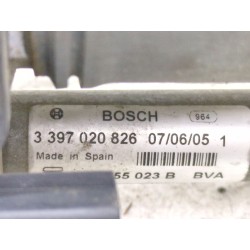 BOSCH 964
3 397 020 826 07/06/05 1
Made in Spain
55 023 B BVA